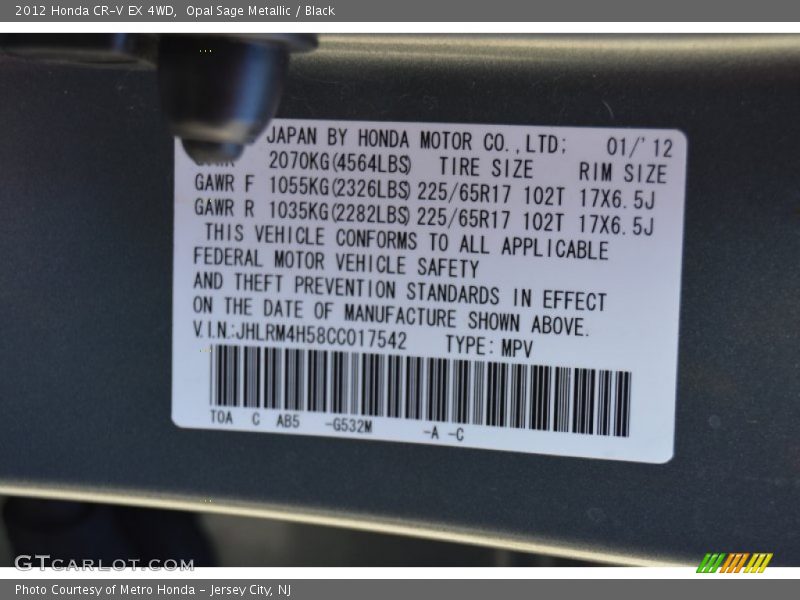 2012 Honda CR-V EX 4WD, Opal Sage Metallic / Black
JAPAN BY HONDA MOTOR CO.,LTD; 01/'12
2070KG(4564LBS) TIRE SIZE RIM SIZE
GAWR F 1055KG(2326LBS) 225/65R17 102T 17X6.5J
GAWR R 1035KG(2282LBS) 225/65R17 102T 17X6.5J
THIS VEHICLE CONFORMS TO ALL APPLICABLE
FEDERAL MOTOR VEHICLE SAFETY
AND THEFT PREVENTION STANDARDS IN EFFECT
ON THE DATE OF MANUFACTURE SHOWN ABOVE.
V.I.N.:JHLRM4H58CC017542 TYPE: MPV
TOA C AB5 -G532M -A -C
GTCARLOT.COM
Photo Courtesy of Metro Honda - Jersey City, NJ